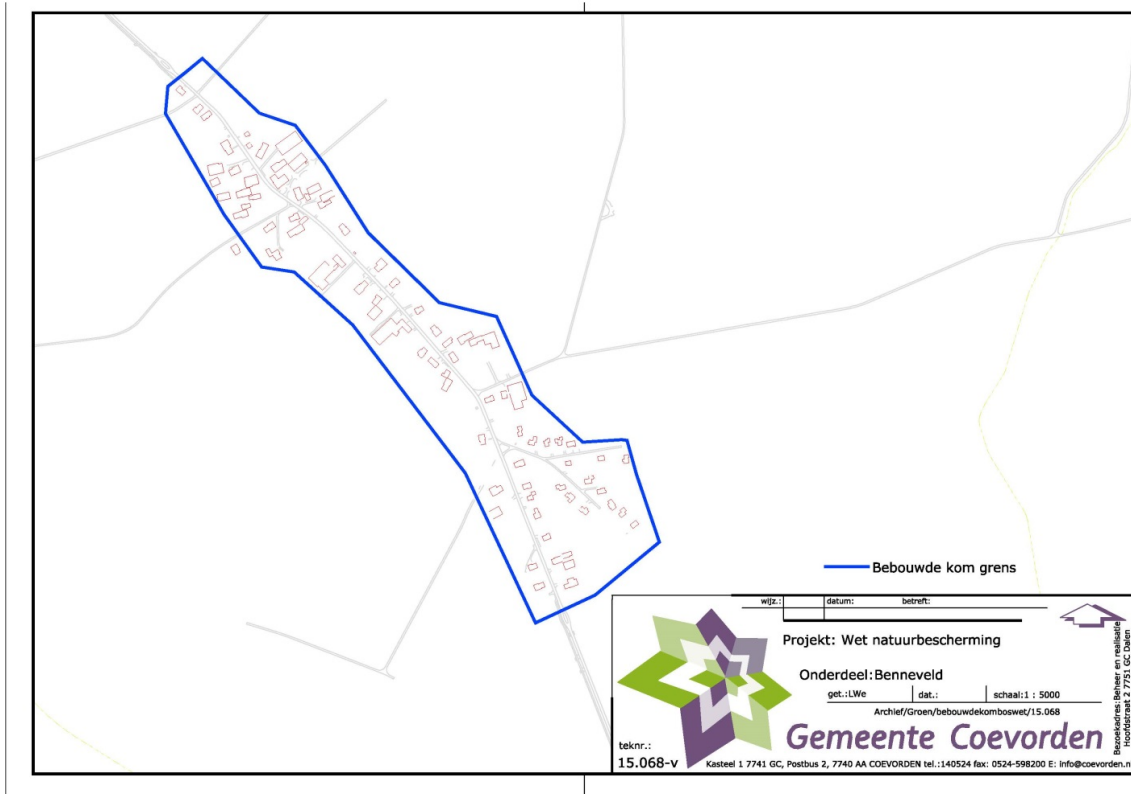 Bebouwde kom grens
wijz.: datum: betreft:
Projekt: Wet natuurbescherming
Onderdeel:Benneveld
get.:LWe dat.: schaal:1 : 5000
Archief/Groen/bebouwdekomboswet/15.068
Gemeente Coevorden
teknr.:
15.068-v
Kasteel 1 7741 GC, Postbus 2, 7740 AA COEVORDEN tel.:140524 fax: 0524-598200 E: info@coevorden.n
Bezoekadres:Beheer en realisatie
Hoofdstraat 2 7751 GC Dalen